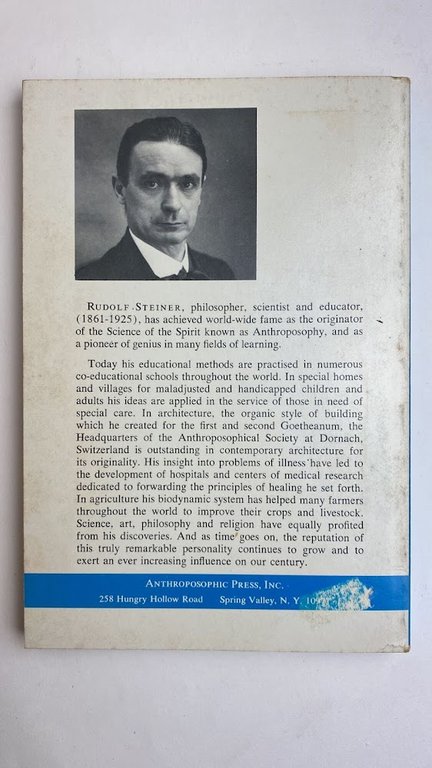 RUDOLF STEINER, philosopher, scientist and educator,
(1861-1925), has achieved world-wide fame as the originator
of the Science of the Spirit known as Anthroposophy, and as
a pioneer of genius in many fields of learning.
Today his educational methods are practised in numerous
co-educational schools throughout the world. In special homes
and villages for maladjusted and handicapped children and
adults his ideas are applied in the service of those in need of
special care. In architecture, the organic style of building
which he created for the first and second Goetheanum, the
Headquarters of the Anthroposophical Society at Dornach,
Switzerland is outstanding in contemporary architecture for
its originality. His insight into problems of illness have led to
the development of hospitals and centers of medical research
dedicated to forwarding the principles of healing he set forth.
In agriculture his biodynamic system has helped many farmers
throughout the world to improve their crops and livestock.
Science, art, philosophy and religion have equally profited
from his discoveries. And as time goes on, the reputation of
this truly remarkable personality continues to grow and to
exert an ever increasing influence on our century.
ANTHROPOSOPHIC PRESS, INC.
258 Hungry Hollow Road Spring Valley, N. Y.